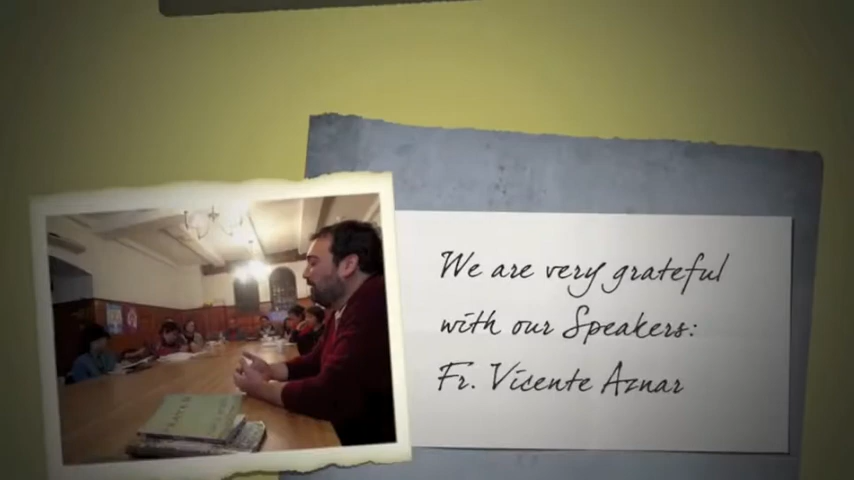 We are very grateful
with our Speakers:
Fr. Vicente Aznar